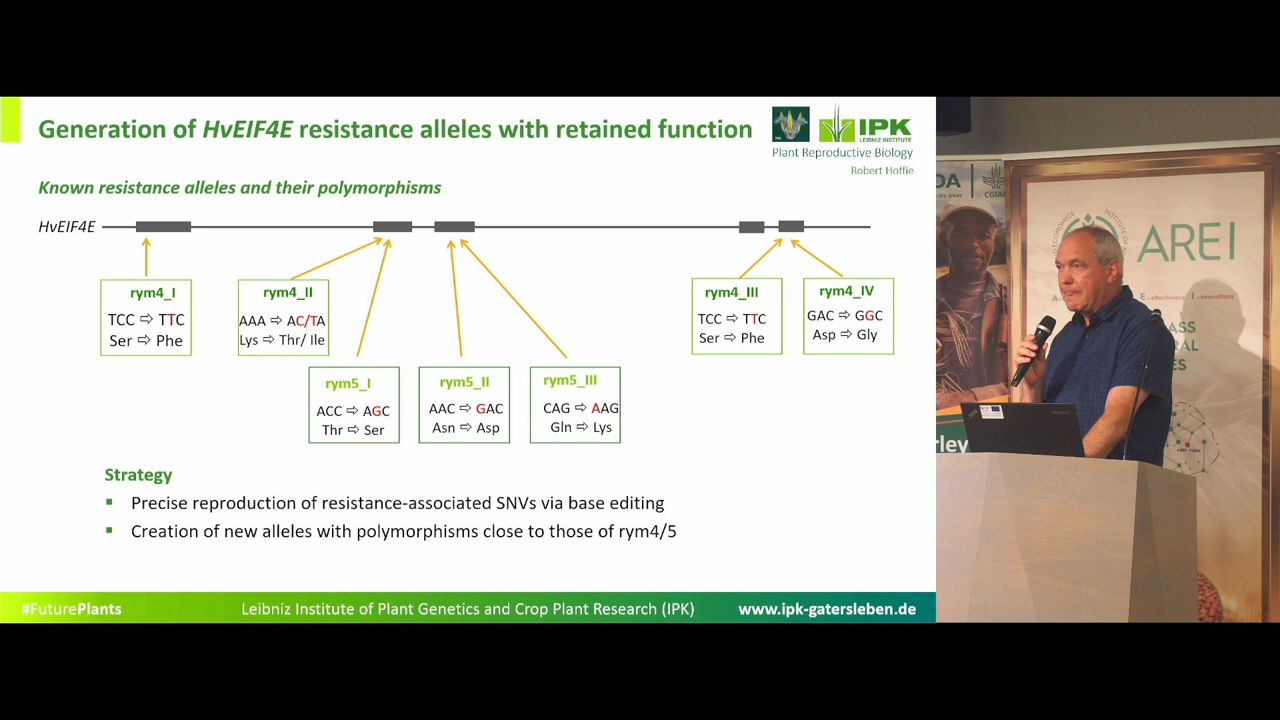 Generation of HvEIF4E resistance alleles with retained function
IPK
LEIBNIZ INSTITUTE
Plant Reproductive Biology
Robert Hoffie
Known resistance alleles and their polymorphisms
HvEIF4E
rym4_I
TCC ⇨ TTC
Ser ⇨ Phe
rym4_II
AAA ⇨ AC/TA
Lys ⇨ Thr/ Ile
rym4_III
TCC ⇨ TTC
Ser ⇨ Phe
rym4_IV
GAC ⇨ GGC
Asp ⇨ Gly
rym5_I
ACC ⇨ AGC
Thr ⇨ Ser
rym5_II
AAC ⇨ GAC
Asn ⇨ Asp
rym5_III
CAG ⇨ AAG
Gln ⇨ Lys
Strategy
▪ Precise reproduction of resistance-associated SNVs via base editing
▪ Creation of new alleles with polymorphisms close to those of rym4/5
#FuturePlants
Leibniz Institute of Plant Genetics and Crop Plant Research (IPK)
www.ipk-gatersleben.de
DA
CGIAR
dry areas
AREI
rley